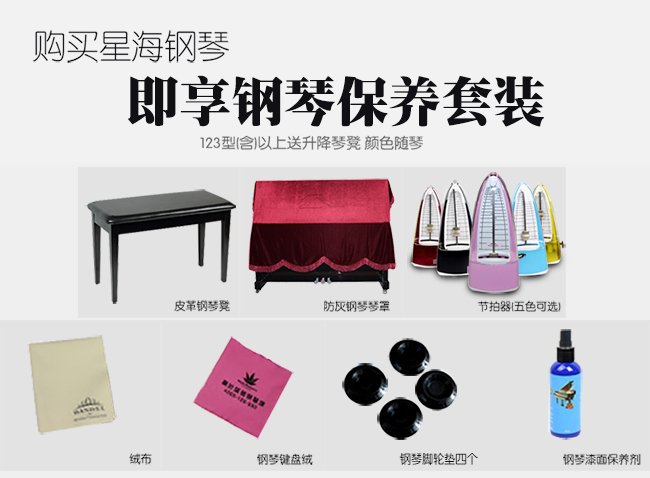 购买星海钢琴
即享钢琴保养套装
123型(含)以上送升降琴凳 颜色随琴
皮革钢琴凳
防灰钢琴琴罩
节拍器(五色可选)
绒布
钢琴键盘绒
钢琴脚轮垫四个
钢琴漆面保养剂